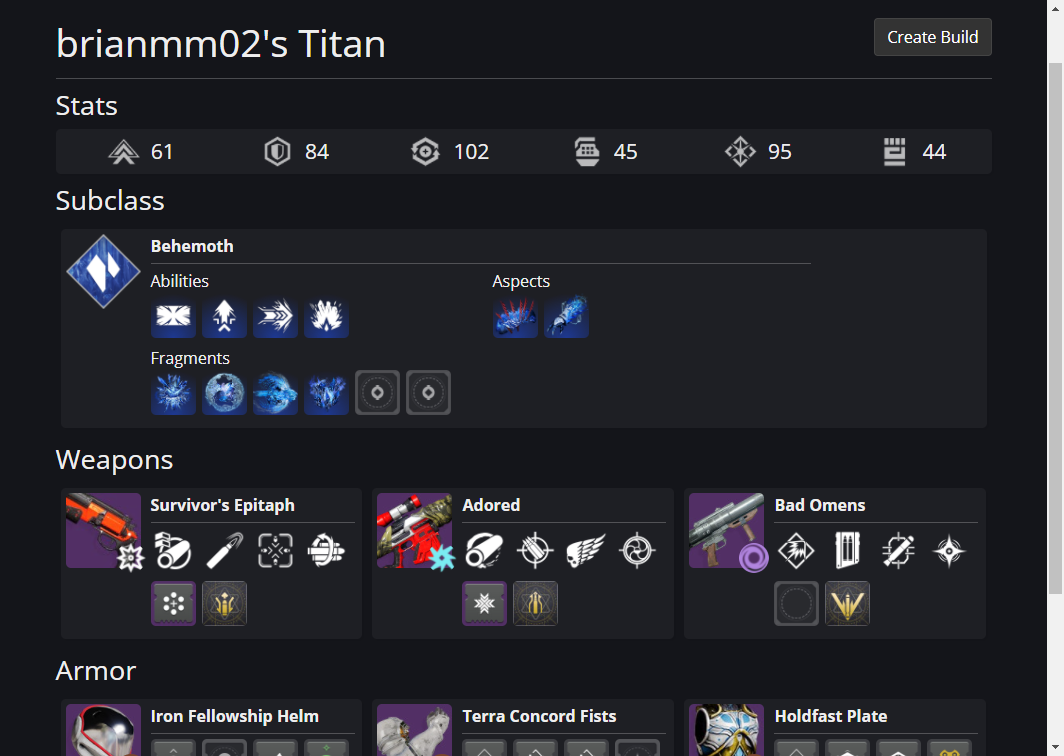 brianmm02's Titan
Create Build
Stats
61 84 102 45 95 44
Subclass
Behemoth
Abilities Aspects
Fragments
Weapons
Survivor's Epitaph Adored Bad Omens
Armor
Iron Fellowship Helm Terra Concord Fists Holdfast Plate